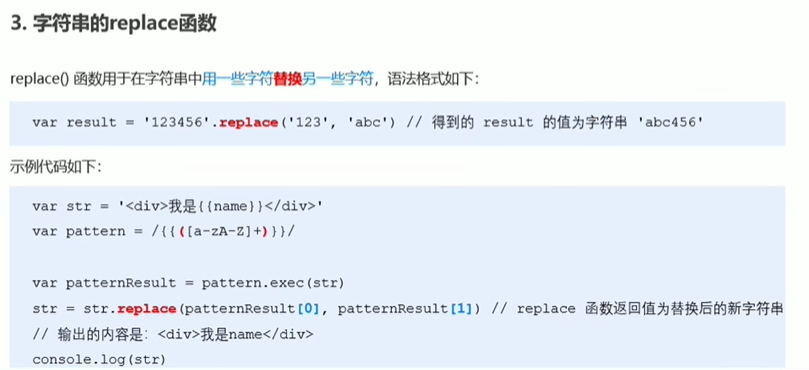 3. 字符串的replace函数
replace() 函数用于在字符串中用一些字符替换另一些字符，语法格式如下：
var result = '123456'.replace('123', 'abc') // 得到的 result 的值为字符串 'abc456'
示例代码如下：
var str = '<div>我是{{name}}</div>'
var pattern = /{{([a-zA-Z]+)}}/
var patternResult = pattern.exec(str)
str = str.replace(patternResult[0], patternResult[1]) // replace 函数返回值为替换后的新字符串
// 输出的内容是：<div>我是name</div>
console.log(str)